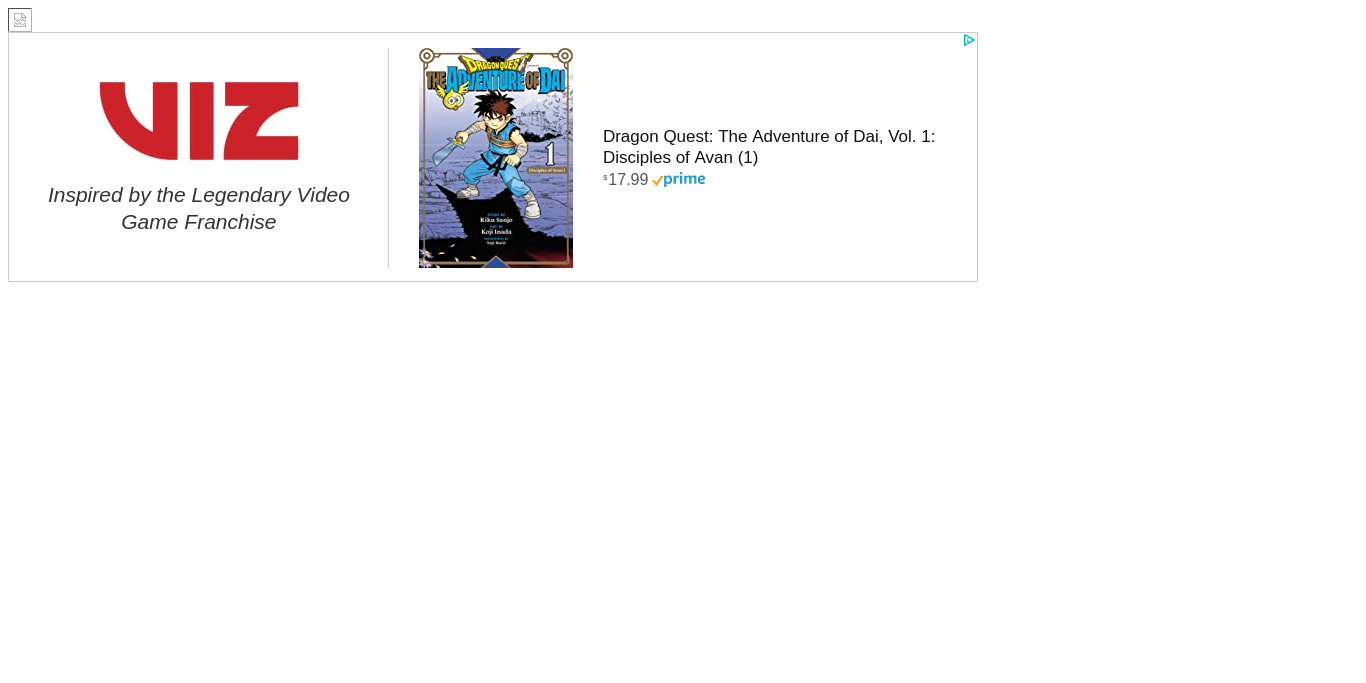 VIZ
Inspired by the Legendary Video
Game Franchise
DRAGON QUEST
THE ADVENTURE OF DAI
1
Disciples of Avan I
STORY BY
Riku Sanjo
ART BY
Koji Inada
Yuji Horii
Dragon Quest: The Adventure of Dai, Vol. 1:
Disciples of Avan (1)
$17.99 prime